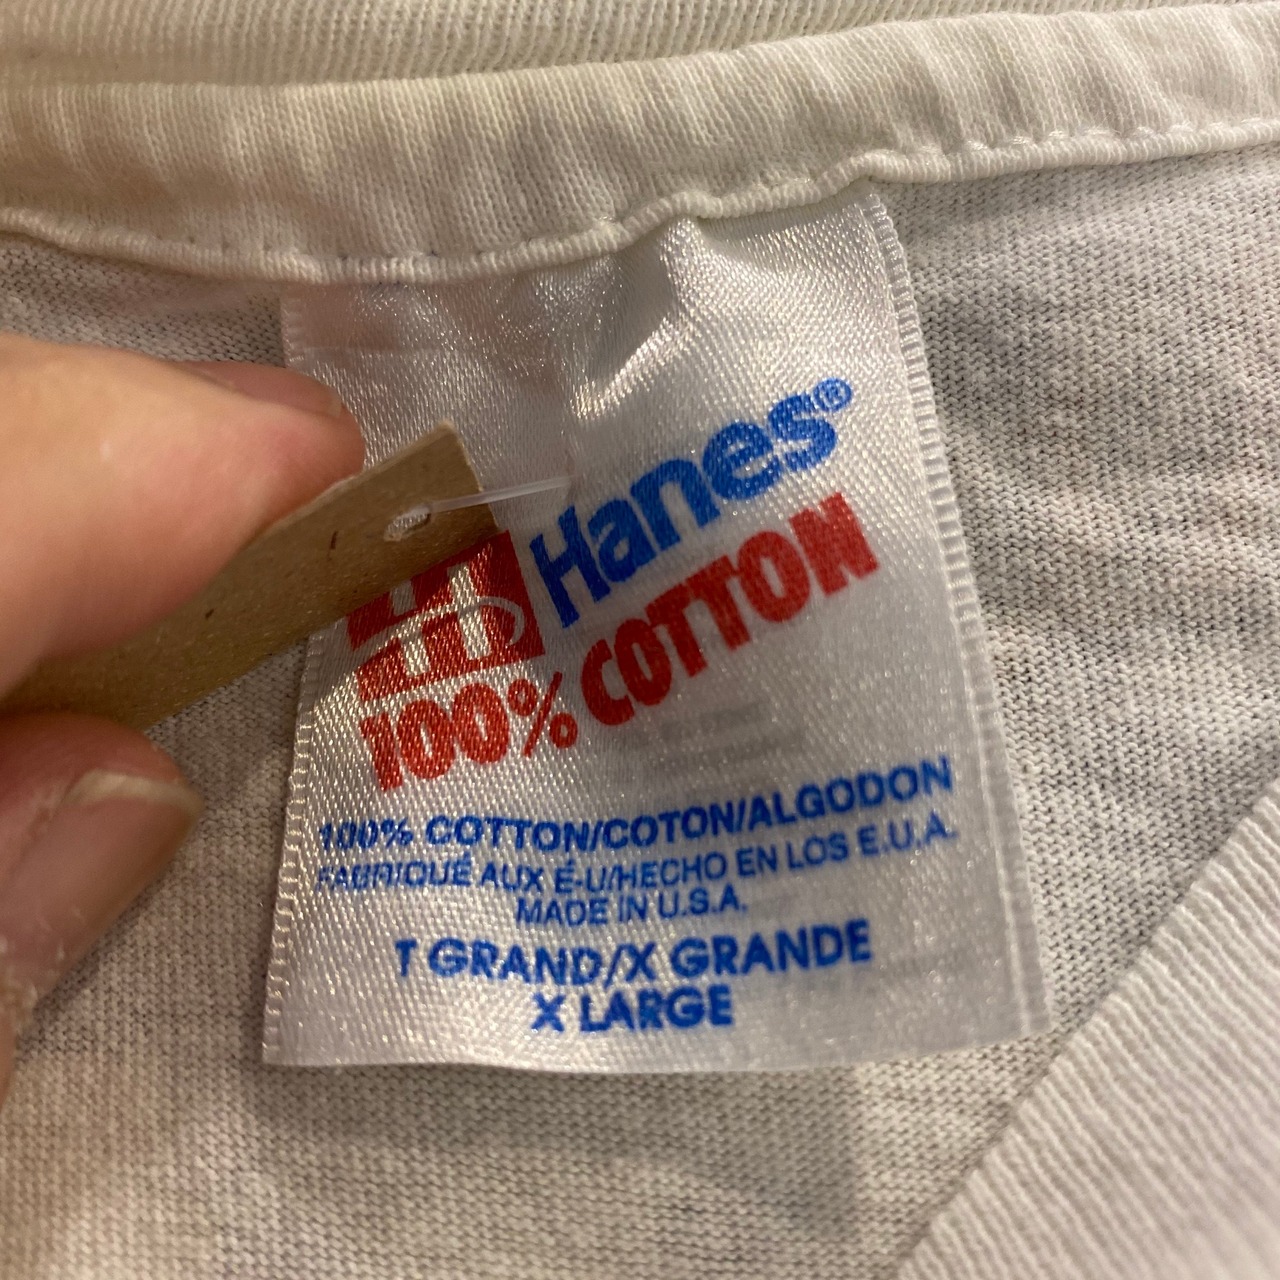 Hanes®
100% COTTON
100% COTTON/COTON/ALGODON
FABRIQUÉ AUX É-U/HECHO EN LOS E.U.A.
MADE IN U.S.A.
T GRAND/X GRANDE
X LARGE